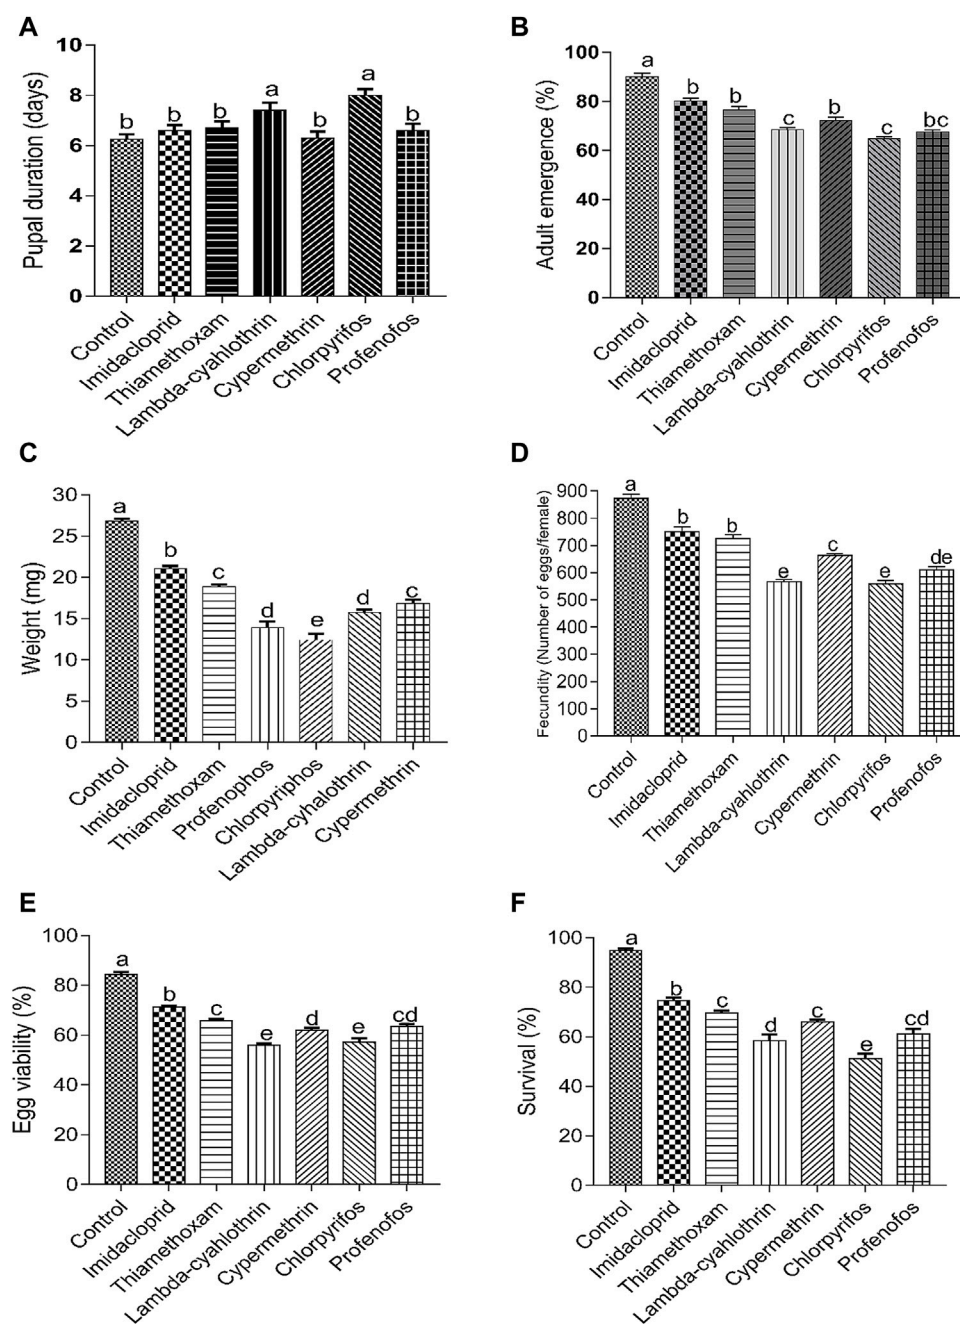 A
Pupal duration (days)
10
8
6
4
2
0
b
b
b
a
b
a
b
Control
Imidacloprid
Thiamethoxam
Lambda-cyahlothrin
Cypermethrin
Chlorpyrifos
Profenofos
B
Adult emergence (%)
100
80
60
40
20
0
a
b
b
c
b
c
bc
Control
Imidacloprid
Thiamethoxam
Lambda-cyahlothrin
Cypermethrin
Chlorpyrifos
Profenofos
C
Weight (mg)
30
25
20
15
10
5
0
a
b
c
d
e
d
c
Control
Imidacloprid
Thiamethoxam
Profenophos
Chlorpyriphos
Lambda-cyhalothrin
Cypermethrin
D
Fecundity (Number of eggs/female)
900
800
700
600
500
400
300
200
100
0
a
b
b
e
c
e
de
Control
Imidacloprid
Thiamethoxam
Lambda-cyahlothrin
Cypermethrin
Chlorpyrifos
Profenofos
E
Egg viability (%)
100
80
60
40
20
0
a
b
c
e
d
e
cd
Control
Imidacloprid
Thiamethoxam
Lambda-cyahlothrin
Cypermethrin
Chlorpyrifos
Profenofos
F
Survival (%)
100
80
60
40
20
0
a
b
c
d
c
e
cd
Control
Imidacloprid
Thiamethoxam
Lambda-cyahlothrin
Cypermethrin
Chlorpyrifos
Profenofos